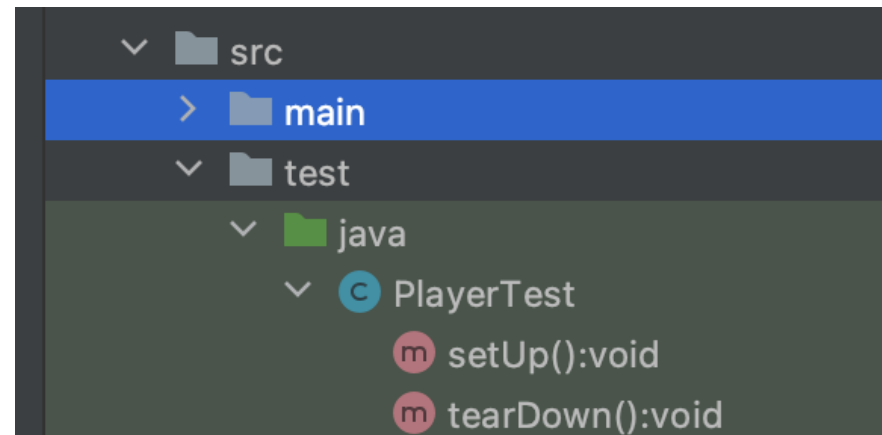 src
main
test
java
C PlayerTest
m setUp():void
m tearDown():void